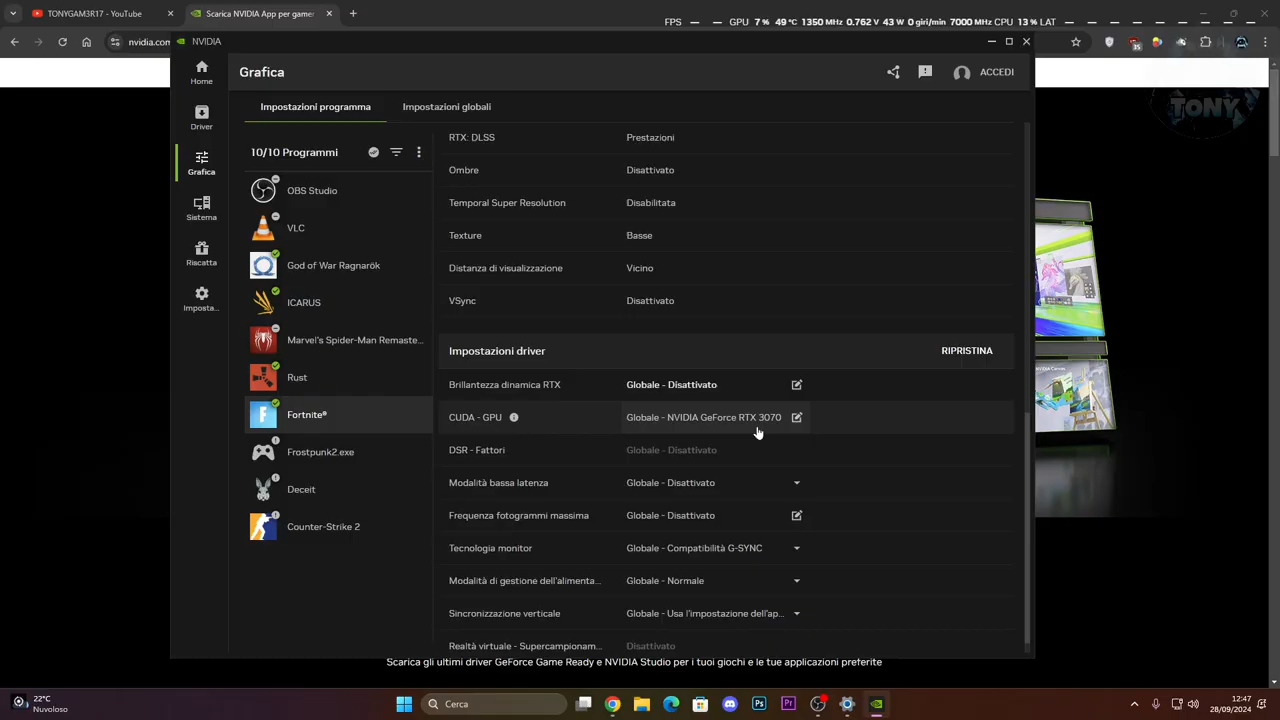 TONYGAM3R17 - YouTube
Scarica NVIDIA App per gamer
FPS — GPU 7 % 49 °C 1350 MHz 0.762 V 43 W 0 giri/min 7000 MHz CPU 13 % LAT
nvidia.com
35
NVIDIA
Grafica
ACCEDI
Home
Driver
Grafica
Sistema
Riscatta
Imposta...
Impostazioni programma
Impostazioni globali
10/10 Programmi
OBS Studio
VLC
God of War Ragnarök
ICARUS
Marvel's Spider-Man Remaste...
Rust
Fortnite®
Frostpunk2.exe
Deceit
Counter-Strike 2
RTX: DLSS Prestazioni
Ombre Disattivato
Temporal Super Resolution Disabilitata
Texture Basse
Distanza di visualizzazione Vicino
VSync Disattivato
Impostazioni driver RIPRISTINA
Brillantezza dinamica RTX Globale - Disattivato
CUDA - GPU Globale - NVIDIA GeForce RTX 3070
DSR - Fattori Globale - Disattivato
Modalità bassa latenza Globale - Disattivato
Frequenza fotogrammi massima Globale - Disattivato
Tecnologia monitor Globale - Compatibilità G-SYNC
Modalità di gestione dell'alimenta... Globale - Normale
Sincronizzazione verticale Globale - Usa l'impostazione dell'ap...
Realtà virtuale - Supercampionam... Disattivato
TONY
Scarica gli ultimi driver GeForce Game Ready e NVIDIA Studio per i tuoi giochi e le tue applicazioni preferite
22°C
Nuvoloso
Cerca
12:47
28/09/2024